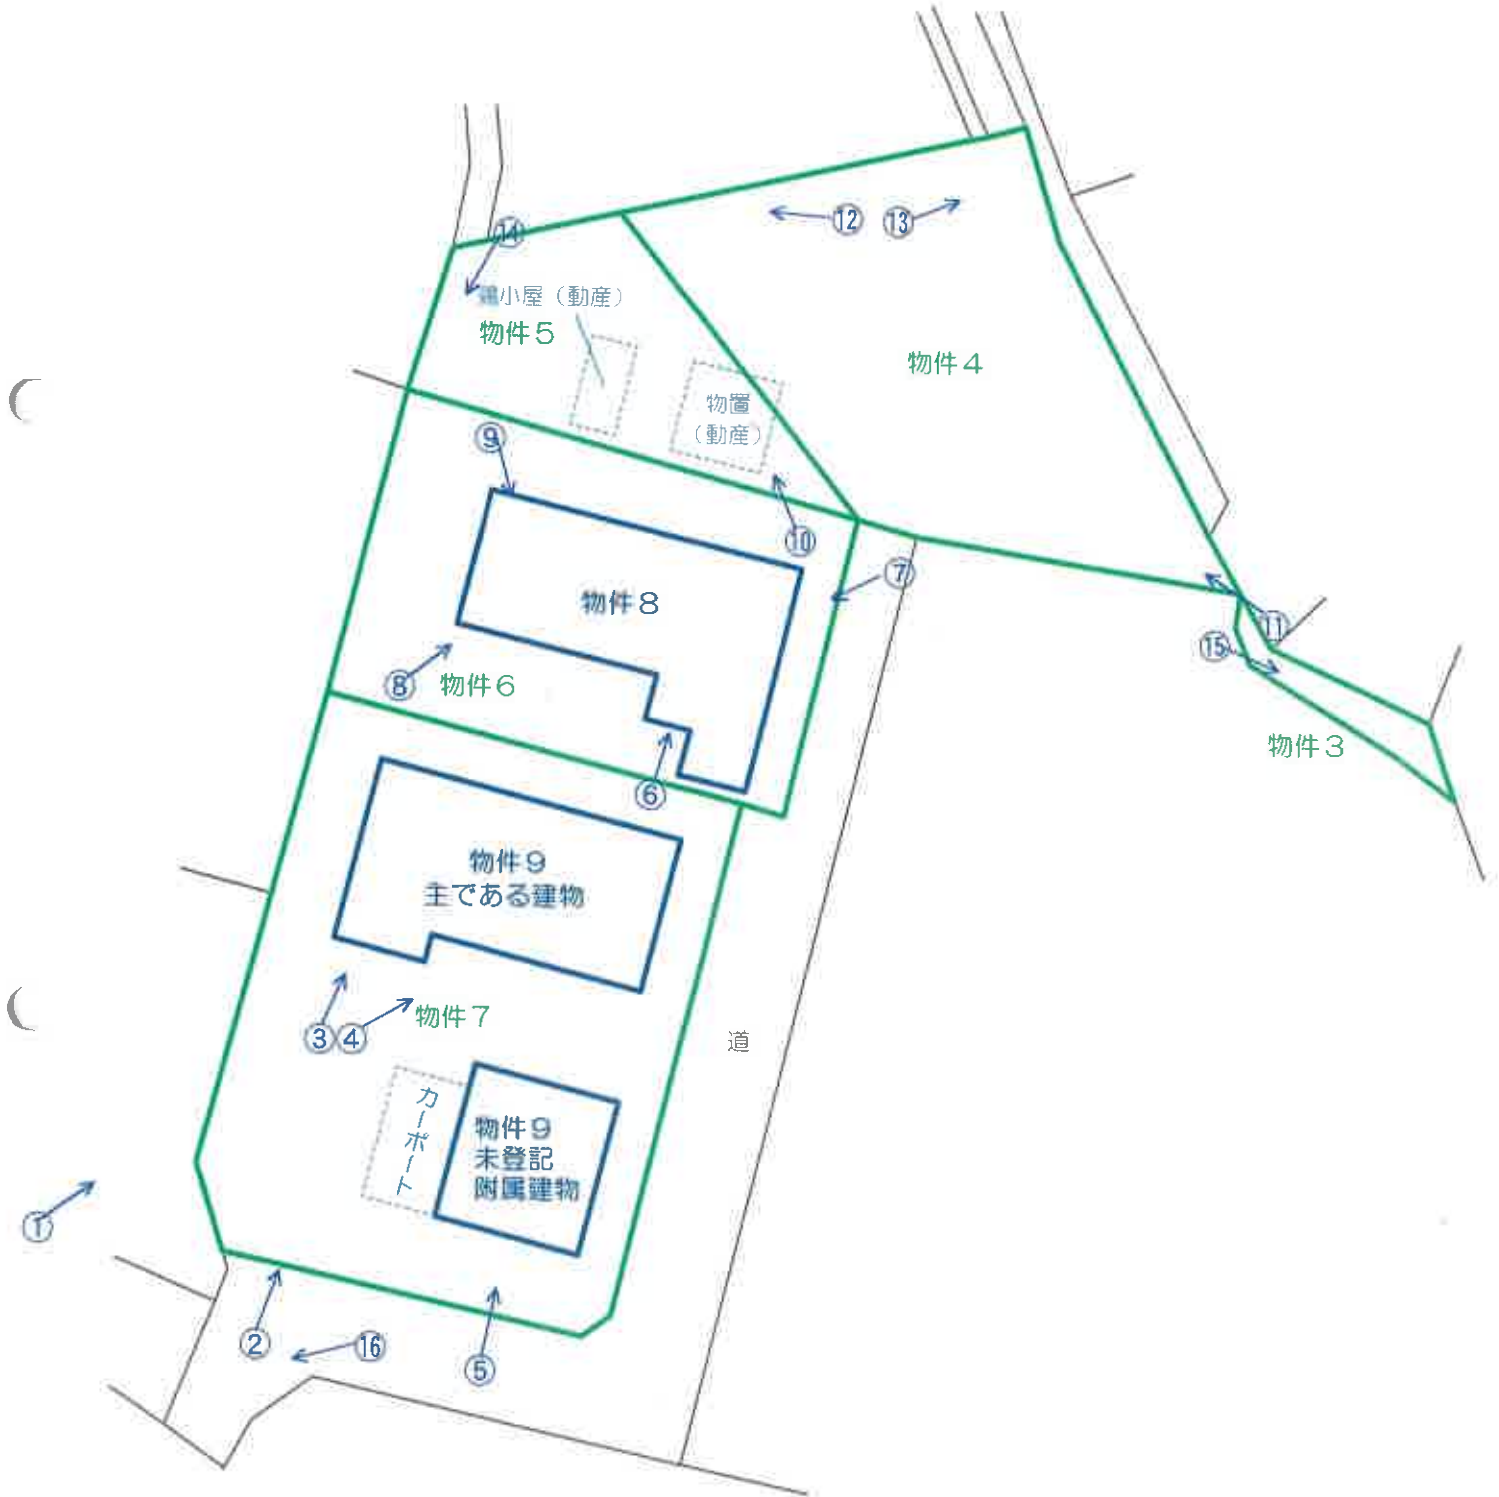 ⑫ ⑬
⑭
小屋（動産）
物件５
物件４
物置
（動産）
⑨
⑩
⑦
物件８
⑪
⑮
⑧
物件６
物件３
⑥
物件９
主である建物
③④
物件７
道
カーポート
物件９
未登記
附属建物
①
②
⑯
⑤